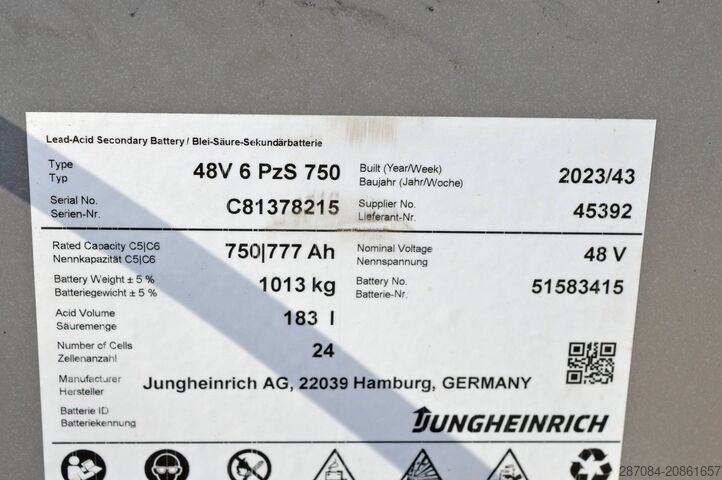 Lead-Acid Secondary Battery / Blei-Säure-Sekundärbatterie
Type
Typ
48V 6 PzS 750
Built (Year/Week)
Baujahr (Jahr/Woche)
2023/43
Serial No.
Serien-Nr.
C81378215
Supplier No.
Lieferant-Nr.
45392
Rated Capacity C5|C6
Nennkapazität C5|C6
750|777 Ah
Nominal Voltage
Nennspannung
48 V
Battery Weight ± 5 %
Batteriegewicht ± 5 %
1013 kg
Battery No.
Batterie-Nr.
51583415
Acid Volume
Säuremenge
183 l
Number of Cells
Zellenanzahl
24
Manufacturer
Hersteller
Jungheinrich AG, 22039 Hamburg, GERMANY
Batterie ID
Batteriekennung
JUNGHEINRICH
287084-20861657